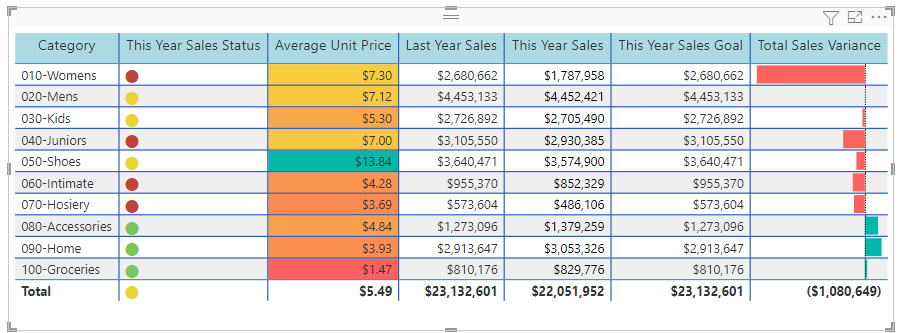 Category This Year Sales Status Average Unit Price Last Year Sales This Year Sales This Year Sales Goal Total Sales Variance
010-Womens $7.30 $2,680,662 $1,787,958 $2,680,662
020-Mens $7.12 $4,453,133 $4,452,421 $4,453,133
030-Kids $5.30 $2,726,892 $2,705,490 $2,726,892
040-Juniors $7.00 $3,105,550 $2,930,385 $3,105,550
050-Shoes $13.84 $3,640,471 $3,574,900 $3,640,471
060-Intimate $4.28 $955,370 $852,329 $955,370
070-Hosiery $3.69 $573,604 $486,106 $573,604
080-Accessories $4.84 $1,273,096 $1,379,259 $1,273,096
090-Home $3.93 $2,913,647 $3,053,326 $2,913,647
100-Groceries $1.47 $810,176 $829,776 $810,176
Total $5.49 $23,132,601 $22,051,952 $23,132,601 ($1,080,649)